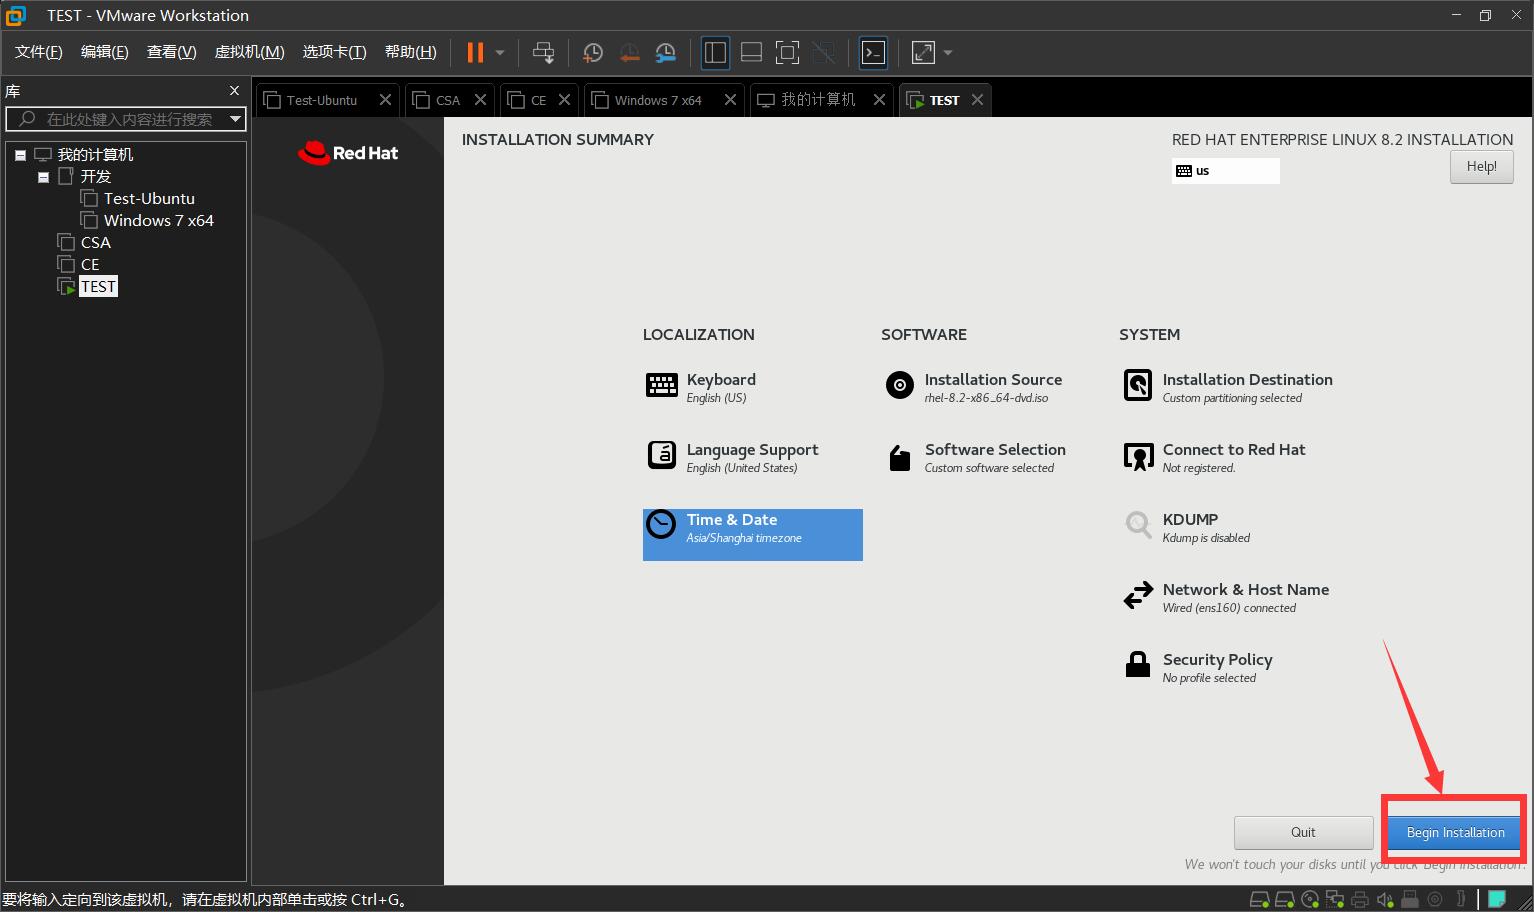 TEST - VMware Workstation
文件(F) 编辑(E) 查看(V) 虚拟机(M) 选项卡(T) 帮助(H)
库
在此处键入内容进行搜索
我的计算机
开发
Test-Ubuntu
Windows 7 x64
CSA
CE
TEST
Test-Ubuntu CSA CE Windows 7 x64 我的计算机 TEST
Red Hat
INSTALLATION SUMMARY
RED HAT ENTERPRISE LINUX 8.2 INSTALLATION
us
Help!
LOCALIZATION
Keyboard
English (US)
Language Support
English (United States)
Time & Date
Asia/Shanghai timezone
SOFTWARE
Installation Source
rhel-8.2-x86_64-dvd.iso
Software Selection
Custom software selected
SYSTEM
Installation Destination
Custom partitioning selected
Connect to Red Hat
Not registered.
KDUMP
Kdump is disabled
Network & Host Name
Wired (ens160) connected
Security Policy
No profile selected
Quit
Begin Installation
We won't touch your disks until you click 'Begin Installation'.
要将输入定向到该虚拟机，请在虚拟机内部单击或按 Ctrl+G。